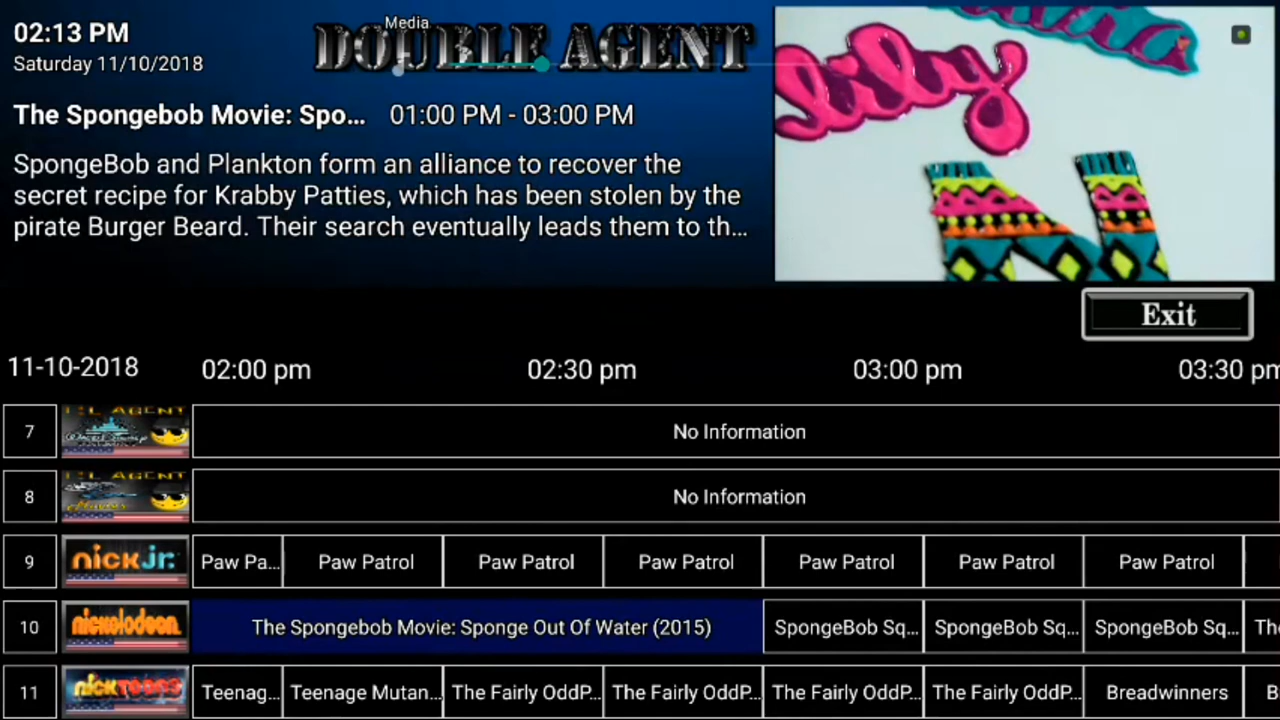 02:13 PM
Saturday 11/10/2018
Media
DOUBLE AGENT
The Spongebob Movie: Spo... 01:00 PM - 03:00 PM
SpongeBob and Plankton form an alliance to recover the
secret recipe for Krabby Patties, which has been stolen by the
pirate Burger Beard. Their search eventually leads them to th...
Exit
11-10-2018 02:00 pm 02:30 pm 03:00 pm 03:30 pm
7 No Information
8 No Information
9 nick jr. Paw Pa... Paw Patrol Paw Patrol Paw Patrol Paw Patrol Paw Patrol Paw Patrol
10 nickelodeon The Spongebob Movie: Sponge Out Of Water (2015) SpongeBob Sq... SpongeBob Sq... SpongeBob Sq... Th
11 nicktoons Teenag... Teenage Mutan... The Fairly OddP... The Fairly OddP... The Fairly OddP... The Fairly OddP... Breadwinners B